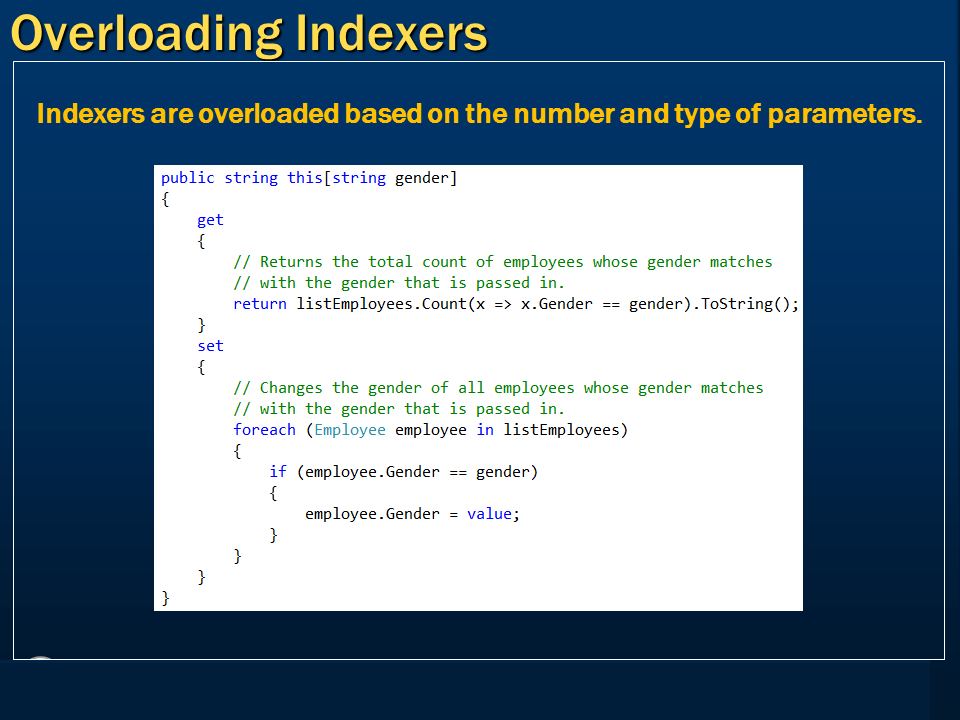 Overloading Indexers
Indexers are overloaded based on the number and type of parameters.
public string this[string gender]
{
    get
    {
        // Returns the total count of employees whose gender matches
        // with the gender that is passed in.
        return listEmployees.Count(x => x.Gender == gender).ToString();
    }
    set
    {
        // Changes the gender of all employees whose gender matches
        // with the gender that is passed in.
        foreach (Employee employee in listEmployees)
        {
            if (employee.Gender == gender)
            {
                employee.Gender = value;
            }
        }
    }
}